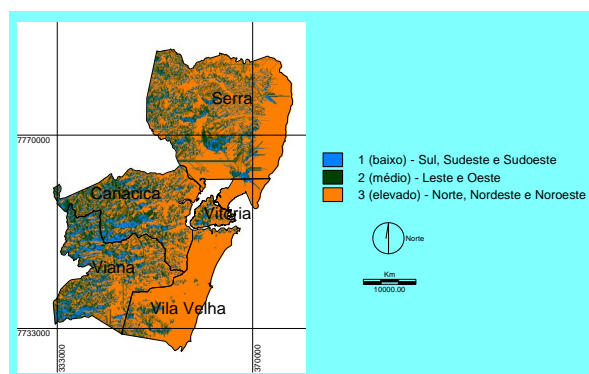 Serra
7770000
Canacica
Vitória
Viana
Vila Velha
7733000
333000
370000
1 (baixo) - Sul, Sudeste e Sudoeste
2 (médio) - Leste e Oeste
3 (elevado) - Norte, Nordeste e Noroeste
Norte
Km
10000.00